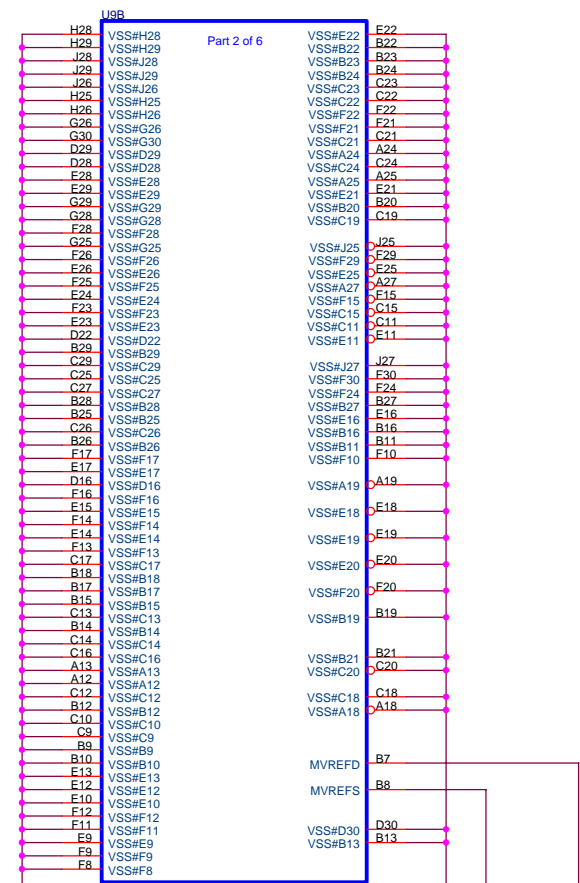 U9B
Part 2 of 6
H28 VSS#H28 VSS#E22 E22
H29 VSS#H29 VSS#B22 B22
J28 VSS#J28 VSS#B23 B23
J29 VSS#J29 VSS#B24 B24
J26 VSS#J26 VSS#C23 C23
H25 VSS#H25 VSS#C22 C22
H26 VSS#H26 VSS#F22 F22
G26 VSS#G26 VSS#F21 F21
G30 VSS#G30 VSS#C21 C21
D29 VSS#D29 VSS#A24 A24
D28 VSS#D28 VSS#C24 C24
E28 VSS#E28 VSS#A25 A25
E29 VSS#E29 VSS#E21 E21
G29 VSS#G29 VSS#B20 B20
G28 VSS#G28 VSS#C19 C19
F28 VSS#F28
G25 VSS#G25 VSS#J25 J25
F26 VSS#F26 VSS#F29 F29
E26 VSS#E26 VSS#E25 E25
F25 VSS#F25 VSS#A27 A27
E24 VSS#E24 VSS#F15 F15
F23 VSS#F23 VSS#C15 C15
E23 VSS#E23 VSS#C11 C11
D22 VSS#D22 VSS#E11 E11
B29 VSS#B29
C29 VSS#C29 VSS#J27 J27
C25 VSS#C25 VSS#F30 F30
C27 VSS#C27 VSS#F24 F24
B28 VSS#B28 VSS#B27 B27
B25 VSS#B25 VSS#E16 E16
C26 VSS#C26 VSS#B16 B16
B26 VSS#B26 VSS#B11 B11
F17 VSS#F17 VSS#F10 F10
E17 VSS#E17
D16 VSS#D16 VSS#A19 A19
F16 VSS#F16
E15 VSS#E15 VSS#E18 E18
F14 VSS#F14
E14 VSS#E14 VSS#E19 E19
F13 VSS#F13
C17 VSS#C17 VSS#E20 E20
B18 VSS#B18
B17 VSS#B17 VSS#F20 F20
B15 VSS#B15
C13 VSS#C13 VSS#B19 B19
B14 VSS#B14
C14 VSS#C14
C16 VSS#C16 VSS#B21 B21
A13 VSS#A13 VSS#C20 C20
A12 VSS#A12
C12 VSS#C12 VSS#C18 C18
B12 VSS#B12 VSS#A18 A18
C10 VSS#C10
C9 VSS#C9
B9 VSS#B9
B10 VSS#B10 MVREFD B7
E13 VSS#E13
E12 VSS#E12 MVREFS B8
E10 VSS#E10
F12 VSS#F12
F11 VSS#F11 VSS#D30 D30
E9 VSS#E9 VSS#B13 B13
F9 VSS#F9
F8 VSS#F8